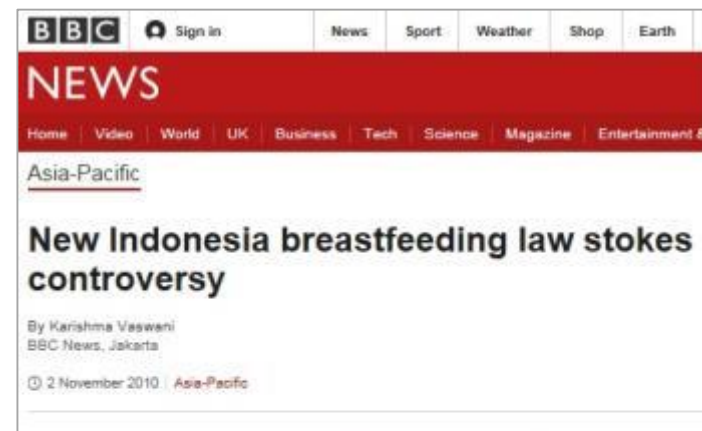 BBC Sign in News Sport Weather Shop Earth
NEWS
Home Video World UK Business Tech Science Magazine Entertainment &
Asia-Pacific
New Indonesia breastfeeding law stokes
controversy
By Karishma Vaswani
BBC News, Jakarta
2 November 2010 Asia-Pacific